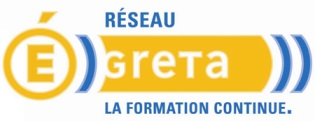 RÉSEAU
É GRETA
LA FORMATION CONTINUE.